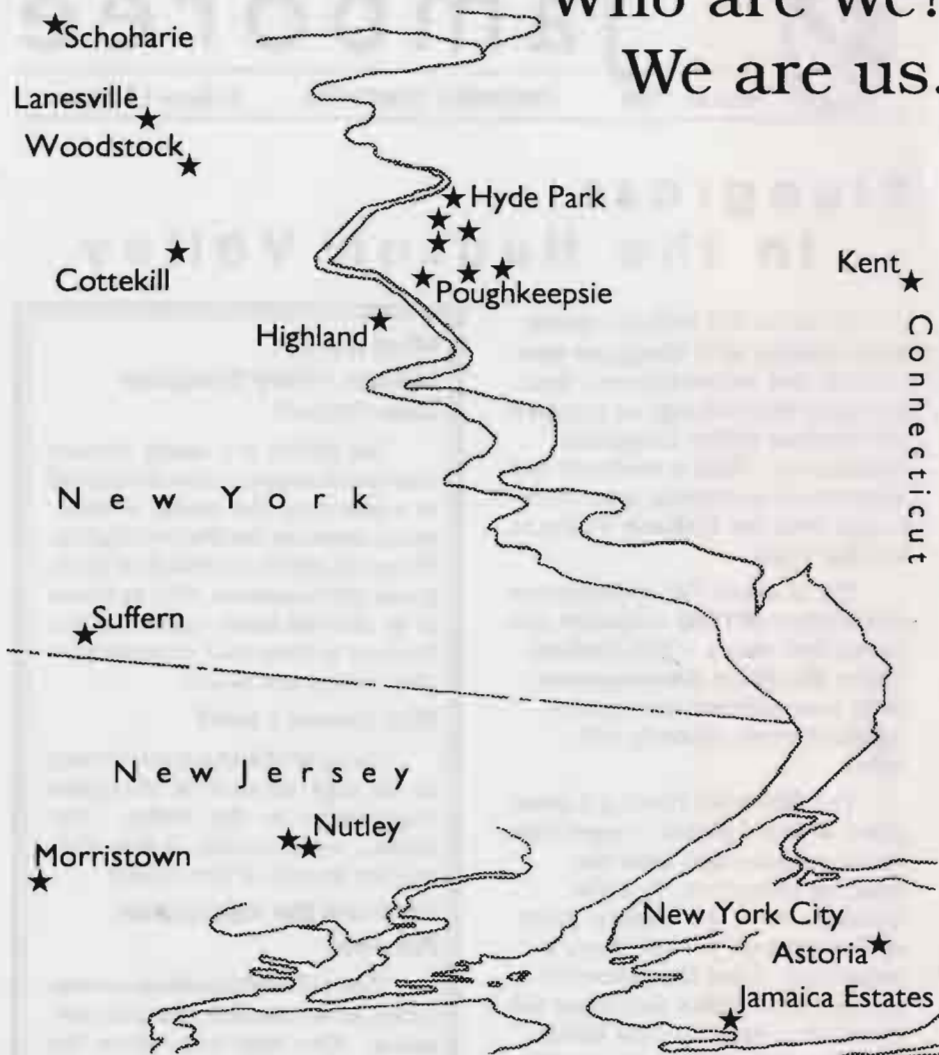 Who are we?
We are us.
Schoharie
Lanesville
Woodstock
Hyde Park
Cottekill
Kent
Poughkeepsie
Highland
Connecticut
New York
Suffern
New Jersey
Nutley
Morristown
New York City
Astoria
Jamaica Estates